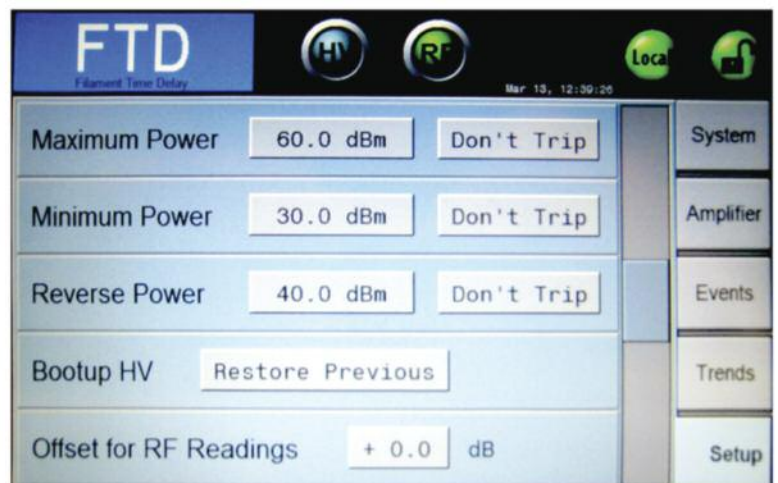 FTD
Filament Time Delay
HV
RF
Local
Mar 13, 12:39:26
Maximum Power 60.0 dBm Don't Trip
System
Minimum Power 30.0 dBm Don't Trip
Amplifier
Reverse Power 40.0 dBm Don't Trip
Events
Bootup HV Restore Previous
Trends
Offset for RF Readings + 0.0 dB
Setup